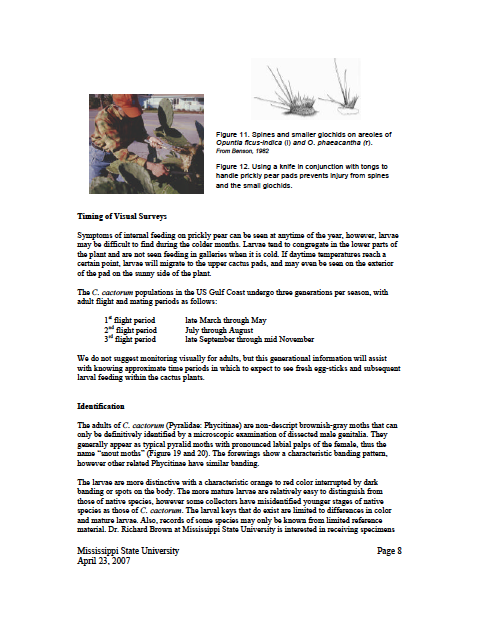 Figure 11. Spines and smaller glochids on areoles of
Opuntia ficus-indica (l) and O. phaeacantha (r).
From Benson, 1982
Figure 12. Using a knife in conjunction with tongs to
handle prickly pear pads prevents injury from spines
and the small glochids.
Timing of Visual Surveys
Symptoms of internal feeding on prickly pear can be seen at anytime of the year, however, larvae
may be difficult to find during the colder months. Larvae tend to congregate in the lower parts of
the plant and are not seen feeding in galleries when it is cold. If daytime temperatures reach a
certain point, larvae will migrate to the upper cactus pads, and may even be seen on the exterior
of the pad on the sunny side of the plant.
The C. cactorum populations in the US Gulf Coast undergo three generations per season, with
adult flight and mating periods as follows:
1st flight period late March through May
2nd flight period July through August
3rd flight period late September through mid November
We do not suggest monitoring visually for adults, but this generational information will assist
with knowing approximate time periods in which to expect to see fresh egg-sticks and subsequent
larval feeding within the cactus plants.
Identification
The adults of C. cactorum (Pyralidae: Phycitinae) are non-descript brownish-gray moths that can
only be definitively identified by a microscopic examination of dissected male genitalia. They
generally appear as typical pyralid moths with pronounced labial palps of the female, thus the
name “snout moths” (Figure 19 and 20). The forewings show a characteristic banding pattern,
however other related Phycitinae have similar banding.
The larvae are more distinctive with a characteristic orange to red color interrupted by dark
banding or spots on the body. The more mature larvae are relatively easy to distinguish from
those of native species, however some collectors have misidentified younger stages of native
species as those of C. cactorum. The larval keys that do exist are limited to differences in color
and mature larvae. Also, records of some species may only be known from limited reference
material. Dr. Richard Brown at Mississippi State University is interested in receiving specimens
Mississippi State University Page 8
April 23, 2007